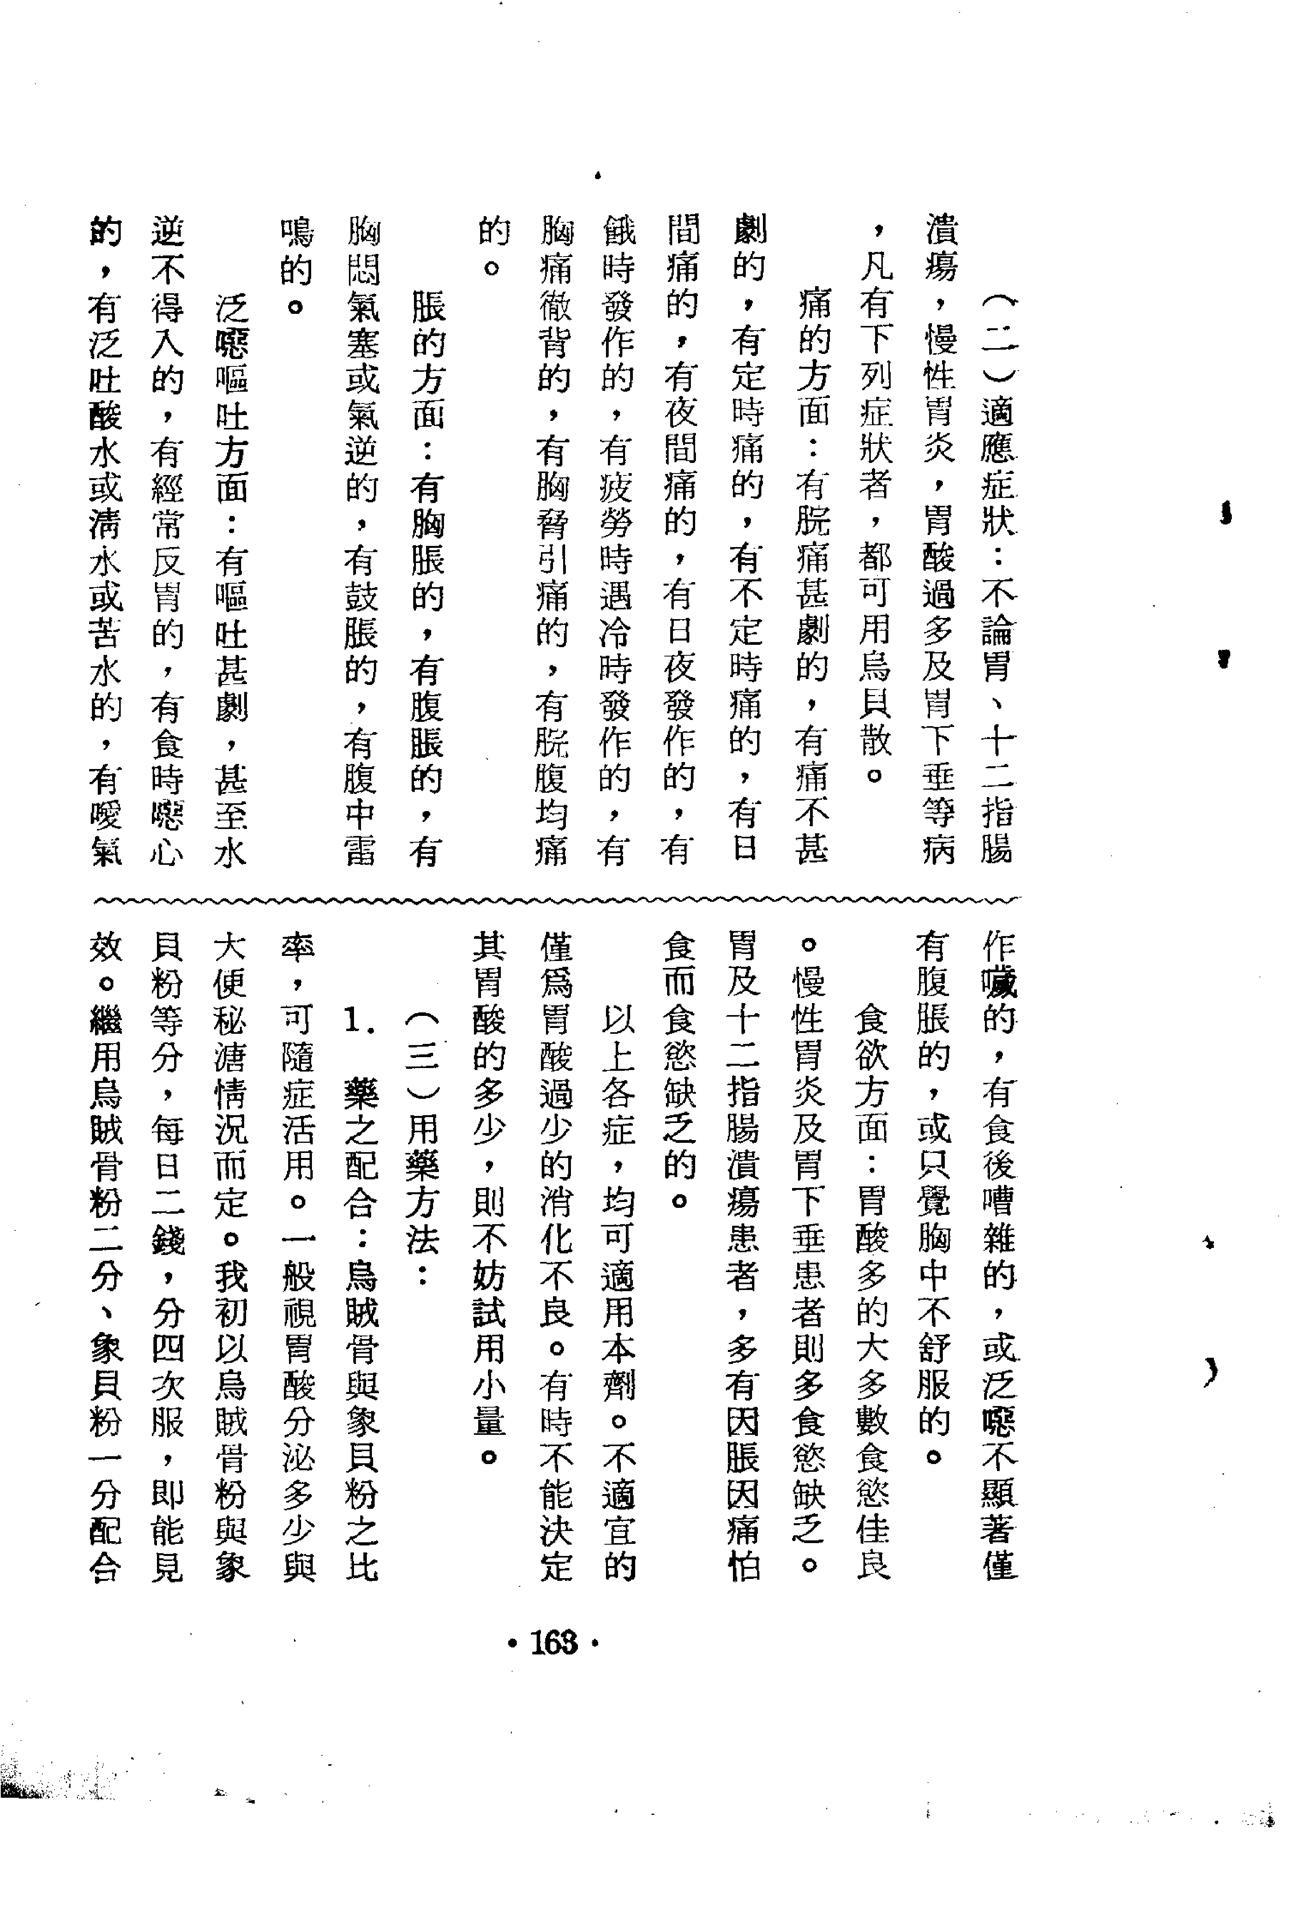 （二）適應症狀：不論胃、十二指腸
潰瘍，慢性胃炎，胃酸過多及胃下垂等病
，凡有下列症狀者，都可用烏貝散。
痛的方面：有脘痛甚劇的，有痛不甚
劇的，有定時痛的，有不定時痛的，有日
間痛的，有夜間痛的，有日夜發作的，有
餓時發作的，有疲勞時遇冷時發作的，有
胸痛徹背的，有胸脅引痛的，有脘腹均痛
的。
脹的方面：有胸脹的，有腹脹的，有
胸悶氣塞或氣逆的，有鼓脹的，有腹中雷
鳴的。
泛噁嘔吐方面：有嘔吐甚劇，甚至水
逆不得入的，有經常反胃的，有食時噁心
的，有泛吐酸水或淸水或苦水的，有噯氣
作噦的，有食後嘈雜的，或泛噁不顯著僅
有腹脹的，或只覺胸中不舒服的。
食欲方面：胃酸多的大多數食慾佳良
。慢性胃炎及胃下垂患者則多食慾缺乏。
胃及十二指腸潰瘍患者，多有因脹因痛怕
食而食慾缺乏的。
以上各症，均可適用本劑。不適宜的
僅爲胃酸過少的消化不良。有時不能決定
其胃酸的多少，則不妨試用小量。
（三）用藥方法：
1. 藥之配合：烏賊骨與象貝粉之比
率，可隨症活用。一般視胃酸分泌多少與
大便秘溏情况而定。我初以烏賊骨粉與象
貝粉等分，每日二錢，分四次服，即能見
效。繼用烏賊骨粉二分、象貝粉一分配合
•163•